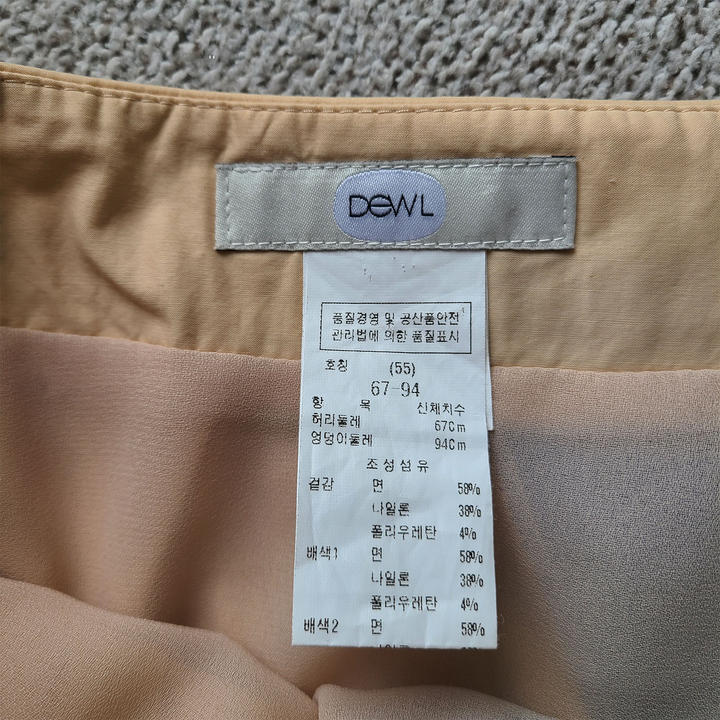 DEWL
품질경영 및 공산품안전
관리법에 의한 품질표시
호칭 (55)
67-94
항 목 신체치수
허리둘레 67Cm
엉덩이둘레 94Cm
조성섬유
겉감 면 58%
나일론 38%
폴리우레탄 4%
배색1 면 58%
나일론 38%
폴리우레탄 4%
배색2 면 58%
나일론